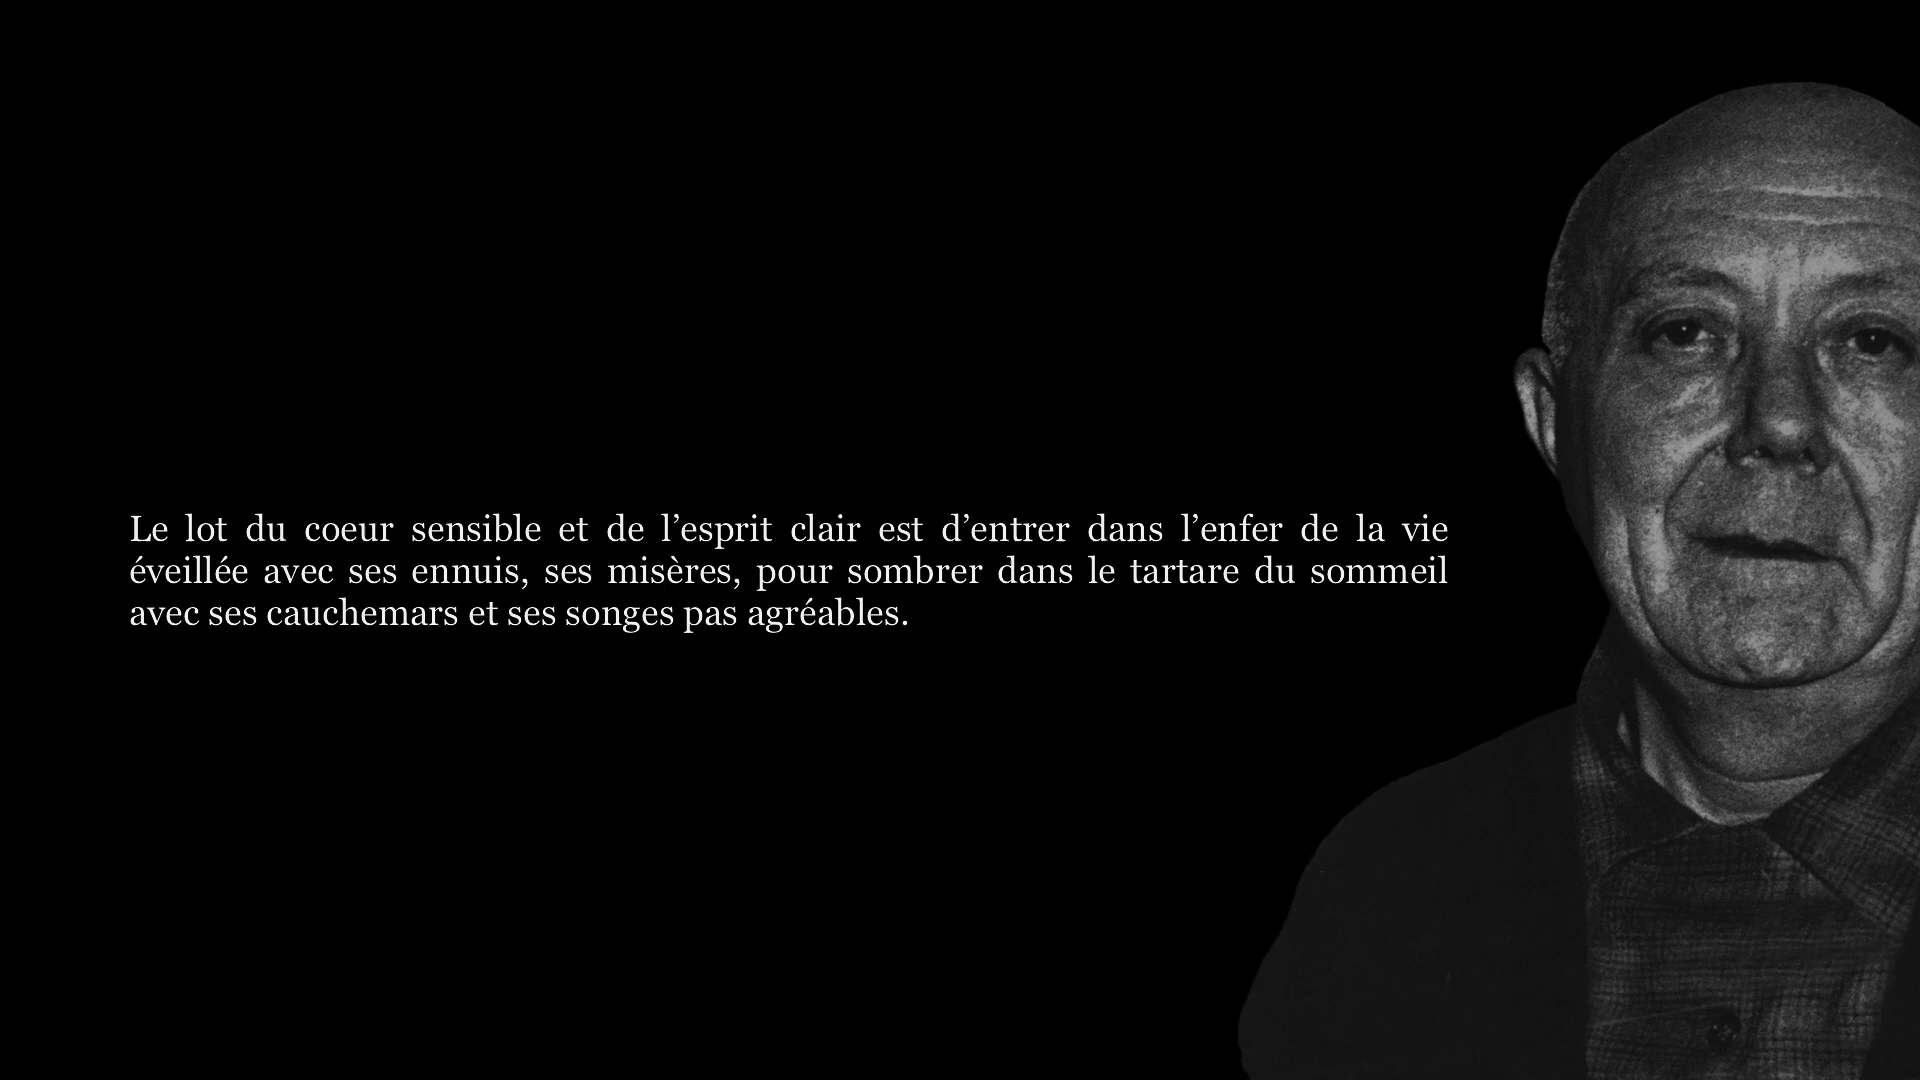 Le lot du coeur sensible et de l’esprit clair est d’entrer dans l’enfer de la vie
éveillée avec ses ennuis, ses misères, pour sombrer dans le tartare du sommeil
avec ses cauchemars et ses songes pas agréables.